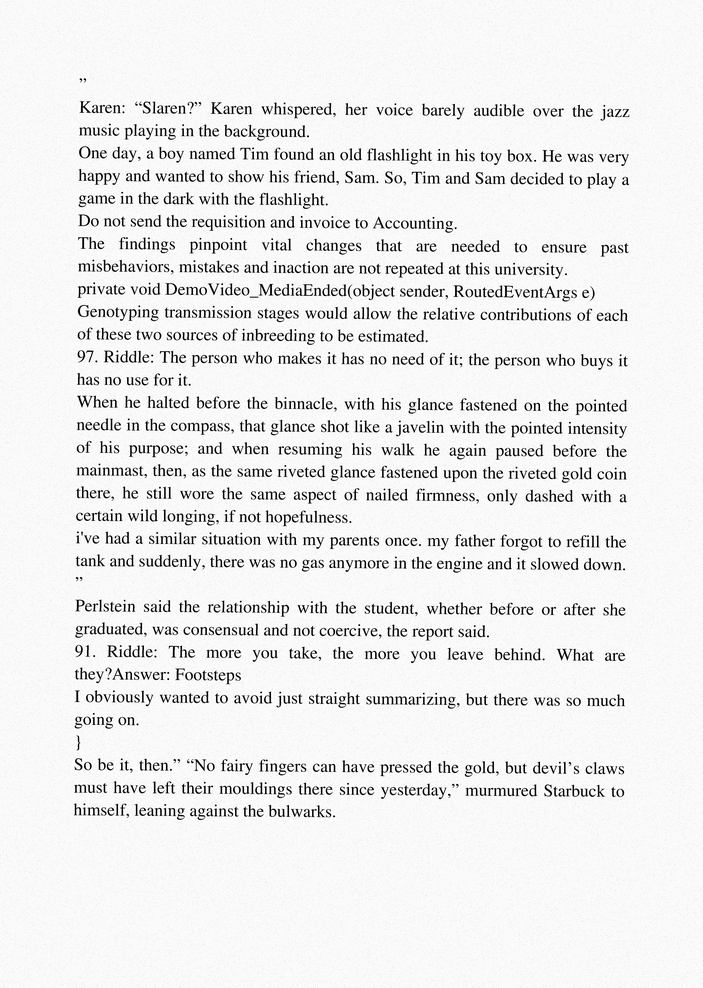 ”
Karen: “Slaren?” Karen whispered, her voice barely audible over the jazz
music playing in the background.
One day, a boy named Tim found an old flashlight in his toy box. He was very
happy and wanted to show his friend, Sam. So, Tim and Sam decided to play a
game in the dark with the flashlight.
Do not send the requisition and invoice to Accounting.
The findings pinpoint vital changes that are needed to ensure past
misbehaviors, mistakes and inaction are not repeated at this university.
private void DemoVideo_MediaEnded(object sender, RoutedEventArgs e)
Genotyping transmission stages would allow the relative contributions of each
of these two sources of inbreeding to be estimated.
97. Riddle: The person who makes it has no need of it; the person who buys it
has no use for it.
When he halted before the binnacle, with his glance fastened on the pointed
needle in the compass, that glance shot like a javelin with the pointed intensity
of his purpose; and when resuming his walk he again paused before the
mainmast, then, as the same riveted glance fastened upon the riveted gold coin
there, he still wore the same aspect of nailed firmness, only dashed with a
certain wild longing, if not hopefulness.
i've had a similar situation with my parents once. my father forgot to refill the
tank and suddenly, there was no gas anymore in the engine and it slowed down.
”
Perlstein said the relationship with the student, whether before or after she
graduated, was consensual and not coercive, the report said.
91. Riddle: The more you take, the more you leave behind. What are
they?Answer: Footsteps
I obviously wanted to avoid just straight summarizing, but there was so much
going on.
}
So be it, then.” “No fairy fingers can have pressed the gold, but devil’s claws
must have left their mouldings there since yesterday,” murmured Starbuck to
himself, leaning against the bulwarks.